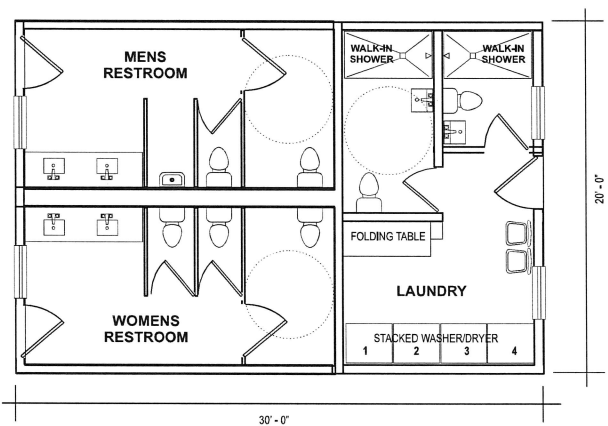 MENS
RESTROOM
WALK-IN
SHOWER
WALK-IN
SHOWER
FOLDING TABLE
LAUNDRY
WOMENS
RESTROOM
STACKED WASHER/DRYER
1 2 3 4
20' - 0"
30' - 0"